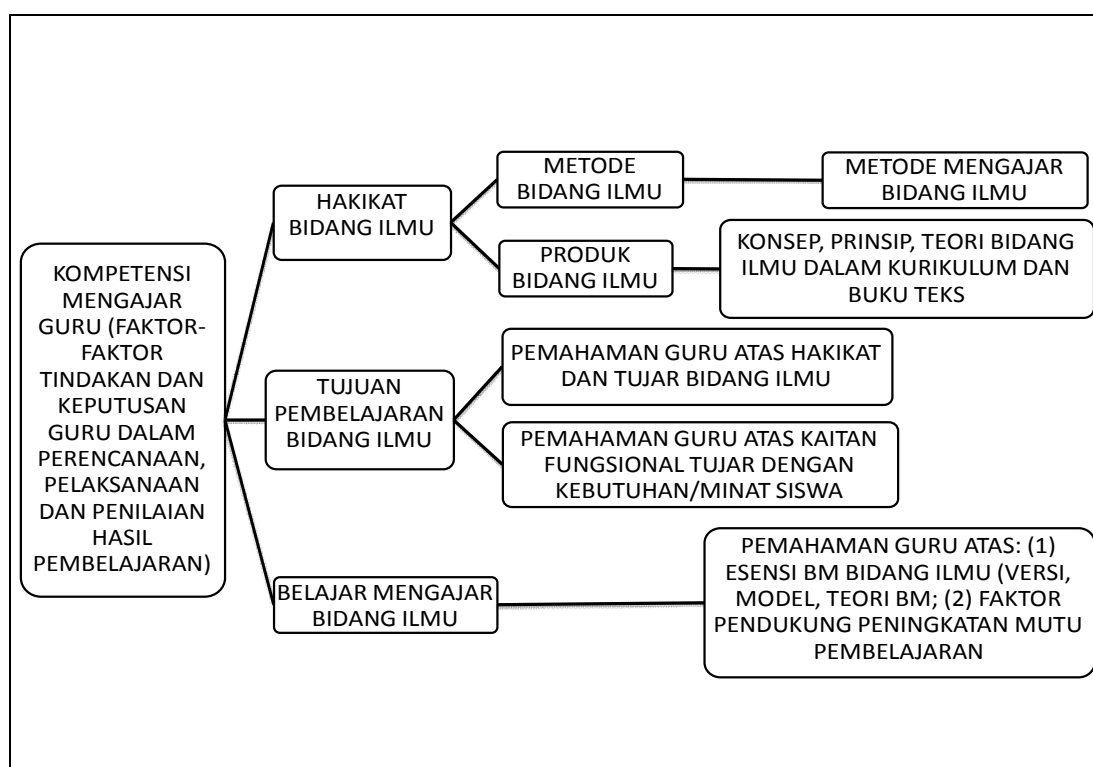 KOMPETENSI
MENGAJAR
GURU (FAKTOR-
FAKTOR
TINDAKAN DAN
KEPUTUSAN
GURU DALAM
PERENCANAAN,
PELAKSANAAN
DAN PENILAIAN
HASIL
PEMBELAJARAN)
HAKIKAT
BIDANG ILMU
METODE
BIDANG ILMU
METODE MENGAJAR
BIDANG ILMU
PRODUK
BIDANG ILMU
KONSEP, PRINSIP, TEORI BIDANG
ILMU DALAM KURIKULUM DAN
BUKU TEKS
TUJUAN
PEMBELAJARAN
BIDANG ILMU
PEMAHAMAN GURU ATAS HAKIKAT
DAN TUJAR BIDANG ILMU
PEMAHAMAN GURU ATAS KAITAN
FUNGSIONAL TUJAR DENGAN
KEBUTUHAN/MINAT SISWA
BELAJAR MENGAJAR
BIDANG ILMU
PEMAHAMAN GURU ATAS: (1)
ESENSI BM BIDANG ILMU (VERSI,
MODEL, TEORI BM; (2) FAKTOR
PENDUKUNG PENINGKATAN MUTU
PEMBELAJARAN